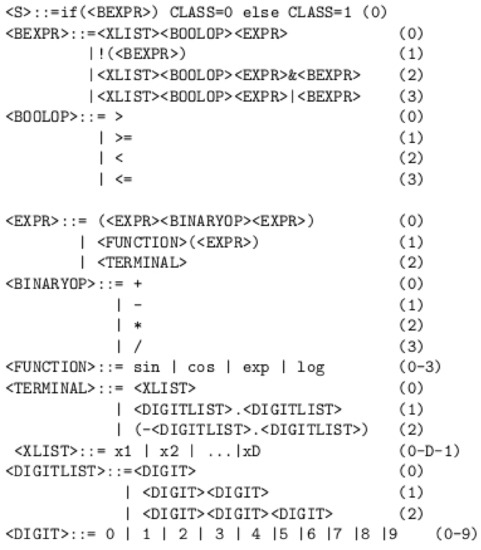 <S>::=if(<BEXPR>) CLASS=0 else CLASS=1 (0)
<BEXPR>::=<XLIST><BOOLOP><EXPR> (0)
|!(<BEXPR>) (1)
|<XLIST><BOOLOP><EXPR>&<BEXPR> (2)
|<XLIST><BOOLOP><EXPR>|<BEXPR> (3)
<BOOLOP>::= > (0)
| >= (1)
| < (2)
| <= (3)
<EXPR>::= (<EXPR><BINARYOP><EXPR>) (0)
| <FUNCTION>(<EXPR>) (1)
| <TERMINAL> (2)
<BINARYOP>::= + (0)
| - (1)
| * (2)
| / (3)
<FUNCTION>::= sin | cos | exp | log (0-3)
<TERMINAL>::= <XLIST> (0)
| <DIGITLIST>.<DIGITLIST> (1)
| (-<DIGITLIST>.<DIGITLIST>) (2)
<XLIST>::= x1 | x2 | ...|xD (0-D-1)
<DIGITLIST>::=<DIGIT> (0)
| <DIGIT><DIGIT> (1)
| <DIGIT><DIGIT><DIGIT> (2)
<DIGIT>::= 0 | 1 | 2 | 3 | 4 |5 |6 |7 |8 |9 (0-9)